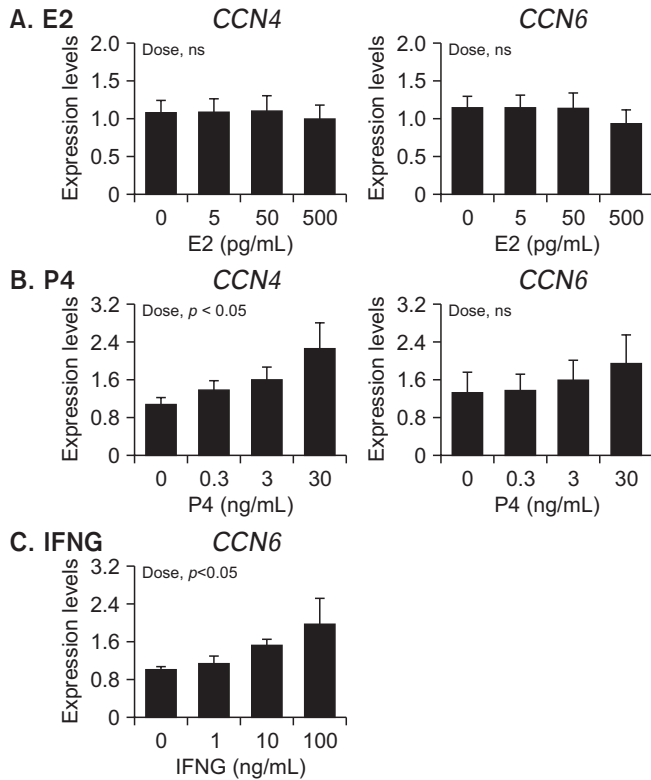 A. E2
CCN4
CCN6
Expression levels
2.0
1.5
1.0
0.5
0
Dose, ns
0 5 50 500
E2 (pg/mL)
Expression levels
2.0
1.5
1.0
0.5
0
Dose, ns
0 5 50 500
E2 (pg/mL)
B. P4
CCN4
CCN6
Expression levels
3.2
2.4
1.6
0.8
0
Dose, p < 0.05
0 0.3 3 30
P4 (ng/mL)
Expression levels
3.2
2.4
1.6
0.8
0
Dose, ns
0 0.3 3 30
P4 (ng/mL)
C. IFNG
CCN6
Expression levels
3.2
2.4
1.6
0.8
0
Dose, p<0.05
0 1 10 100
IFNG (ng/mL)